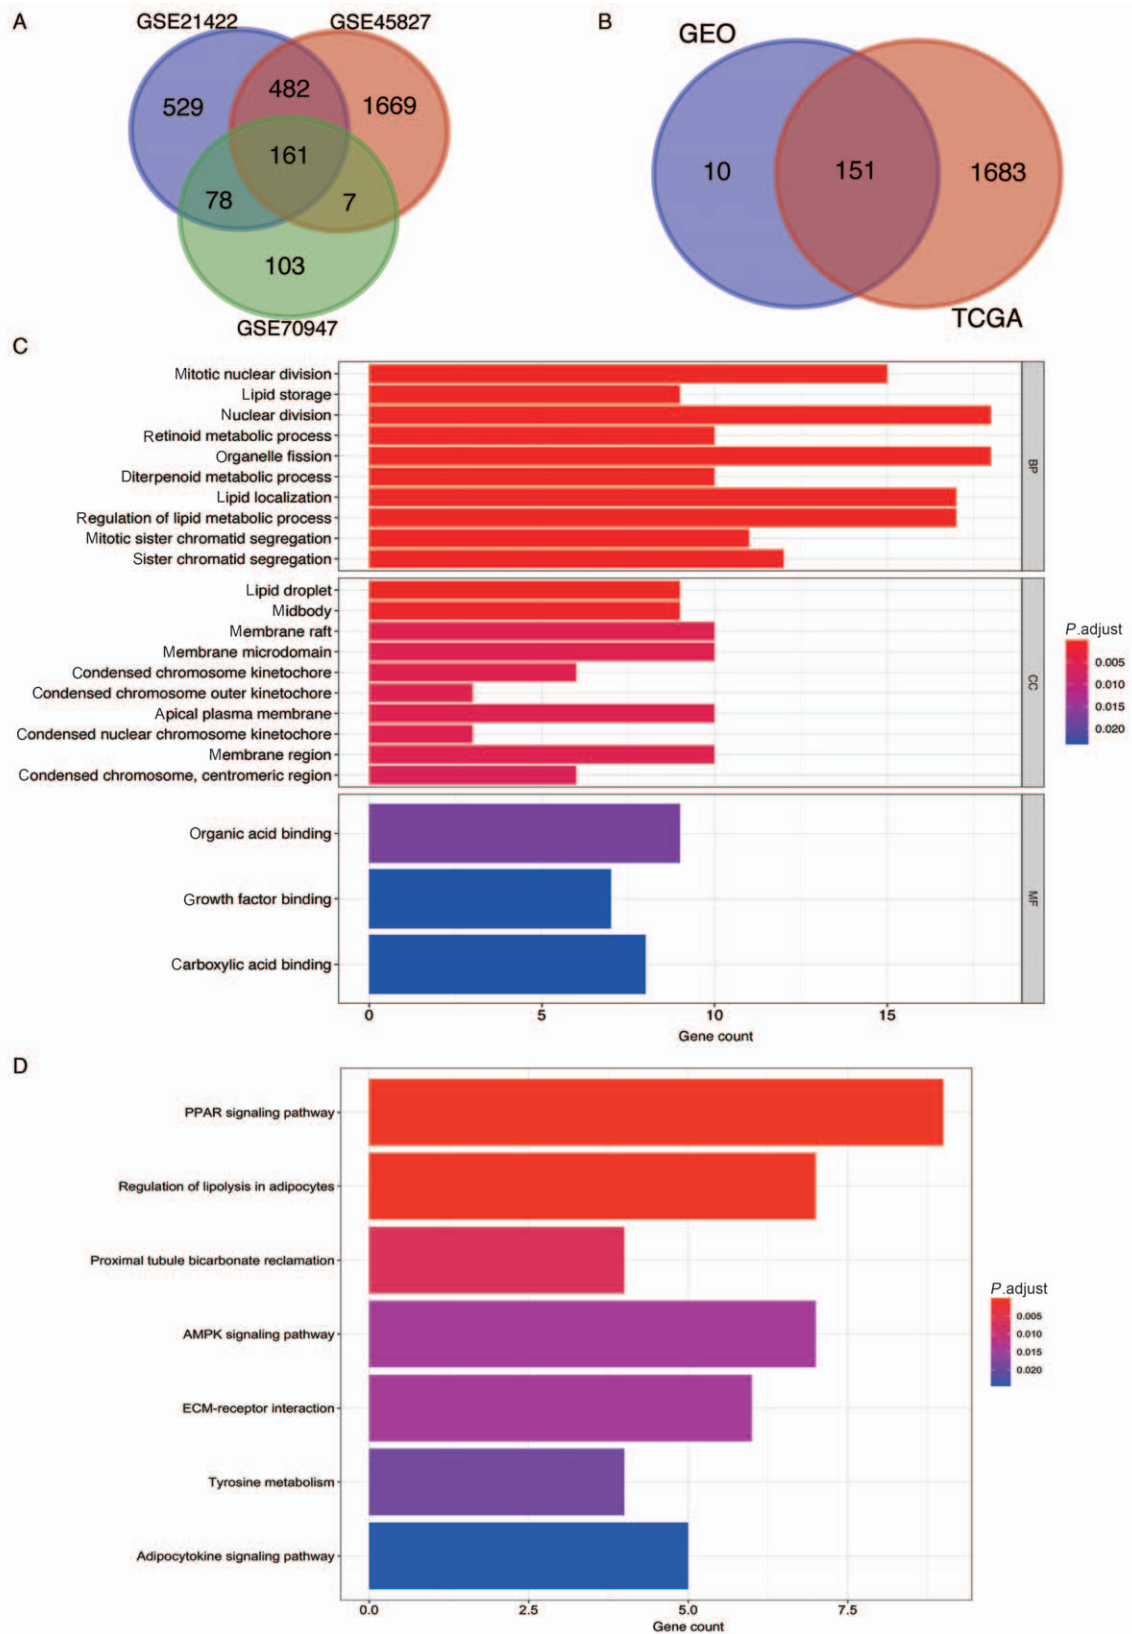 A
GSE21422
GSE45827
529
482
1669
161
78
7
103
GSE70947
B
GEO
10
151
1683
TCGA
C
Mitotic nuclear division
Lipid storage
Nuclear division
Retinoid metabolic process
Organelle fission
Diterpenoid metabolic process
Lipid localization
Regulation of lipid metabolic process
Mitotic sister chromatid segregation
Sister chromatid segregation
BP
Lipid droplet
Midbody
Membrane raft
Membrane microdomain
Condensed chromosome kinetochore
Condensed chromosome outer kinetochore
Apical plasma membrane
Condensed nuclear chromosome kinetochore
Membrane region
Condensed chromosome, centromeric region
CC
Organic acid binding
Growth factor binding
Carboxylic acid binding
MF
0 5 10 15
Gene count
P.adjust
0.005
0.010
0.015
0.020
D
PPAR signaling pathway
Regulation of lipolysis in adipocytes
Proximal tubule bicarbonate reclamation
AMPK signaling pathway
ECM-receptor interaction
Tyrosine metabolism
Adipocytokine signaling pathway
0.0 2.5 5.0 7.5
Gene count
P.adjust
0.005
0.010
0.015
0.020